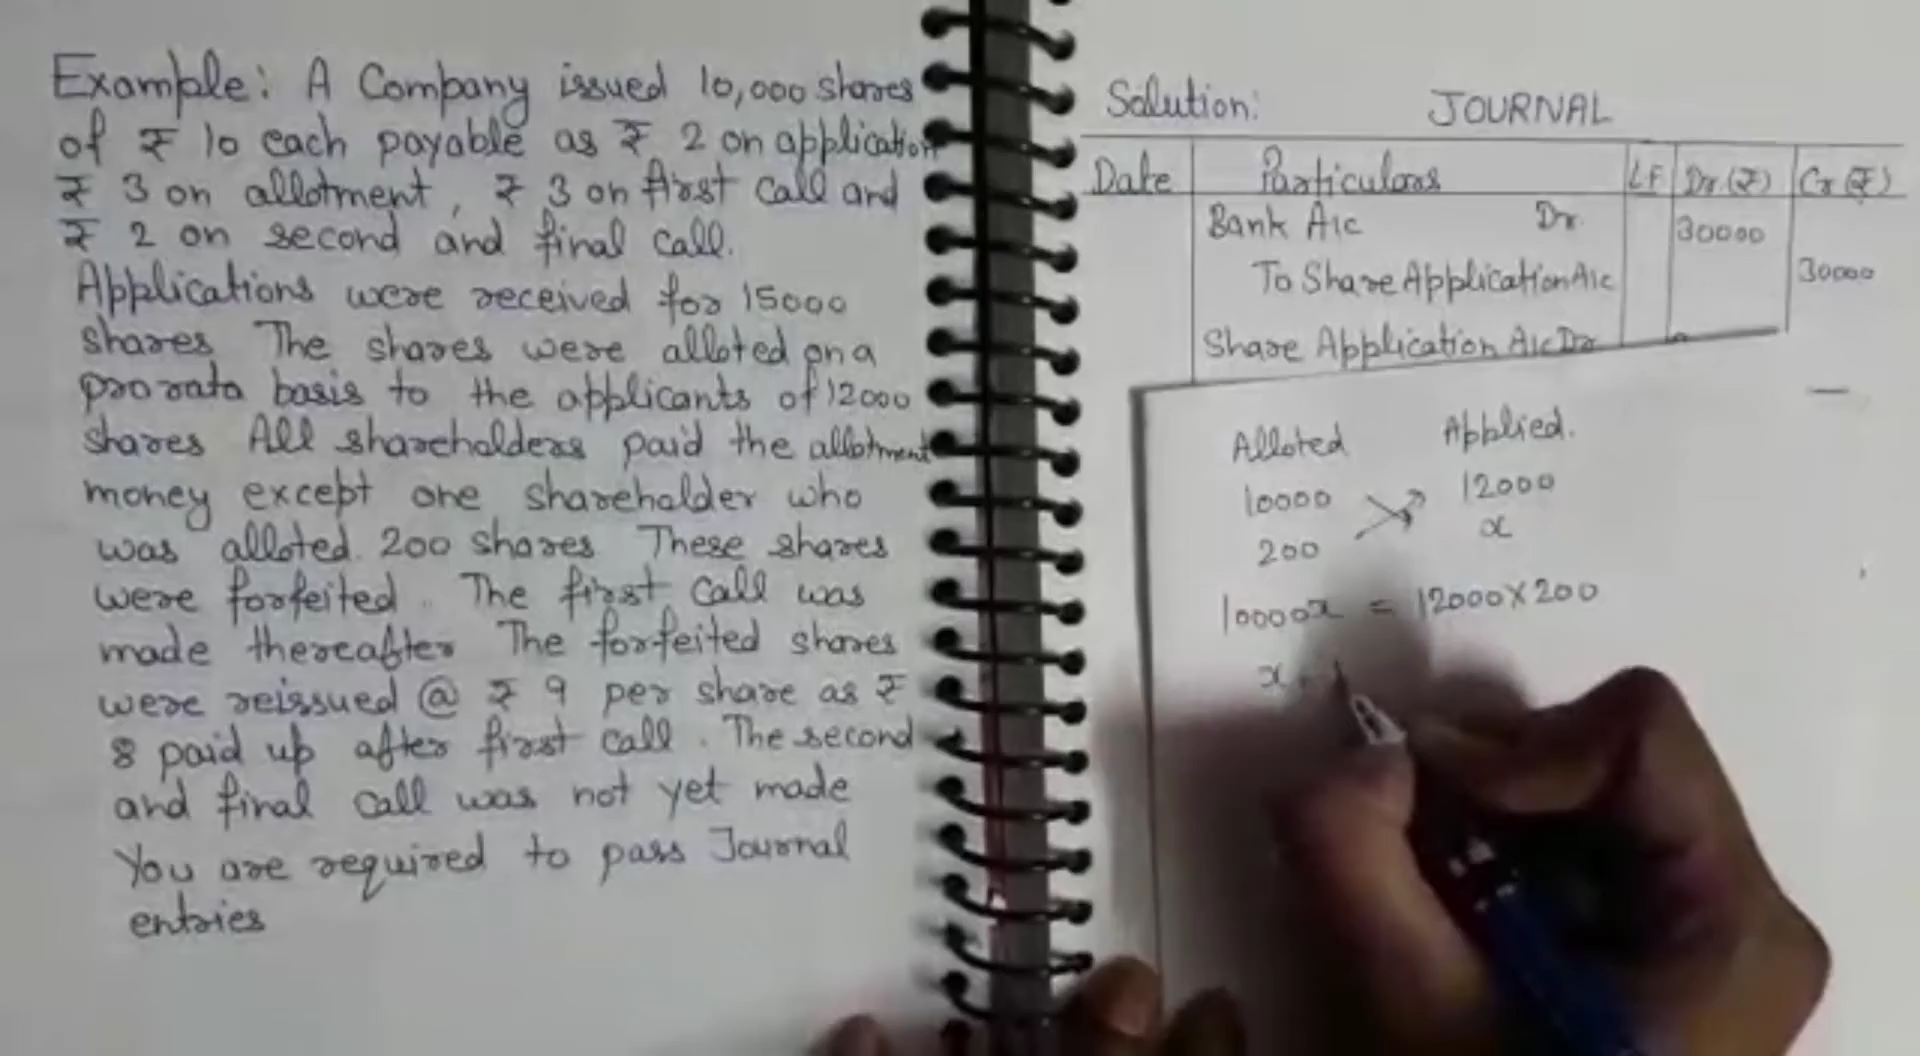 Example: A Company issued 10,000 shares
of ₹ 10 each payable as ₹ 2 on application
₹ 3 on allotment, ₹ 3 on first call and
₹ 2 on second and final call.
Applications were received for 15000
shares The shares were alloted on a
pro rata basis to the applicants of 12000
shares All shareholders paid the allotment
money except one shareholder who
was alloted 200 shares These shares
were forfeited. The first call was
made thereafter The forfeited shares
were reissued @ ₹ 9 per share as ₹
8 paid up after first call. The second
and final call was not yet made
You are required to pass Journal
entries
Solution: JOURNAL
Date Particulars LF Dr.(₹) Cr(₹)
Bank A/c Dr. 30000
To Share Application A/c 30000
Share Application A/c Dr
Alloted Applied.
10000 12000
200 x
10000x = 12000×200
x